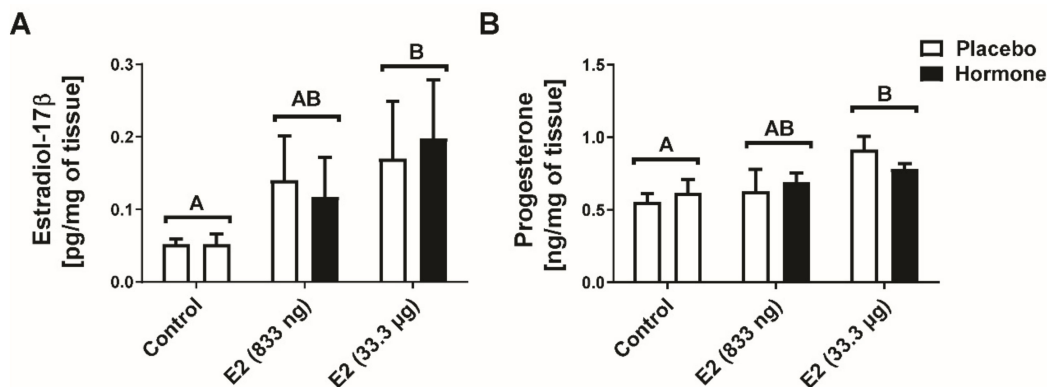 A
Estradiol-17β
[pg/mg of tissue]
0.3
0.2
0.1
0.0
A
AB
B
Control
E2 (833 ng)
E2 (33.3 µg)
B
Placebo
Hormone
Progesterone
[ng/mg of tissue]
1.5
1.0
0.5
0.0
A
AB
B
Control
E2 (833 ng)
E2 (33.3 µg)